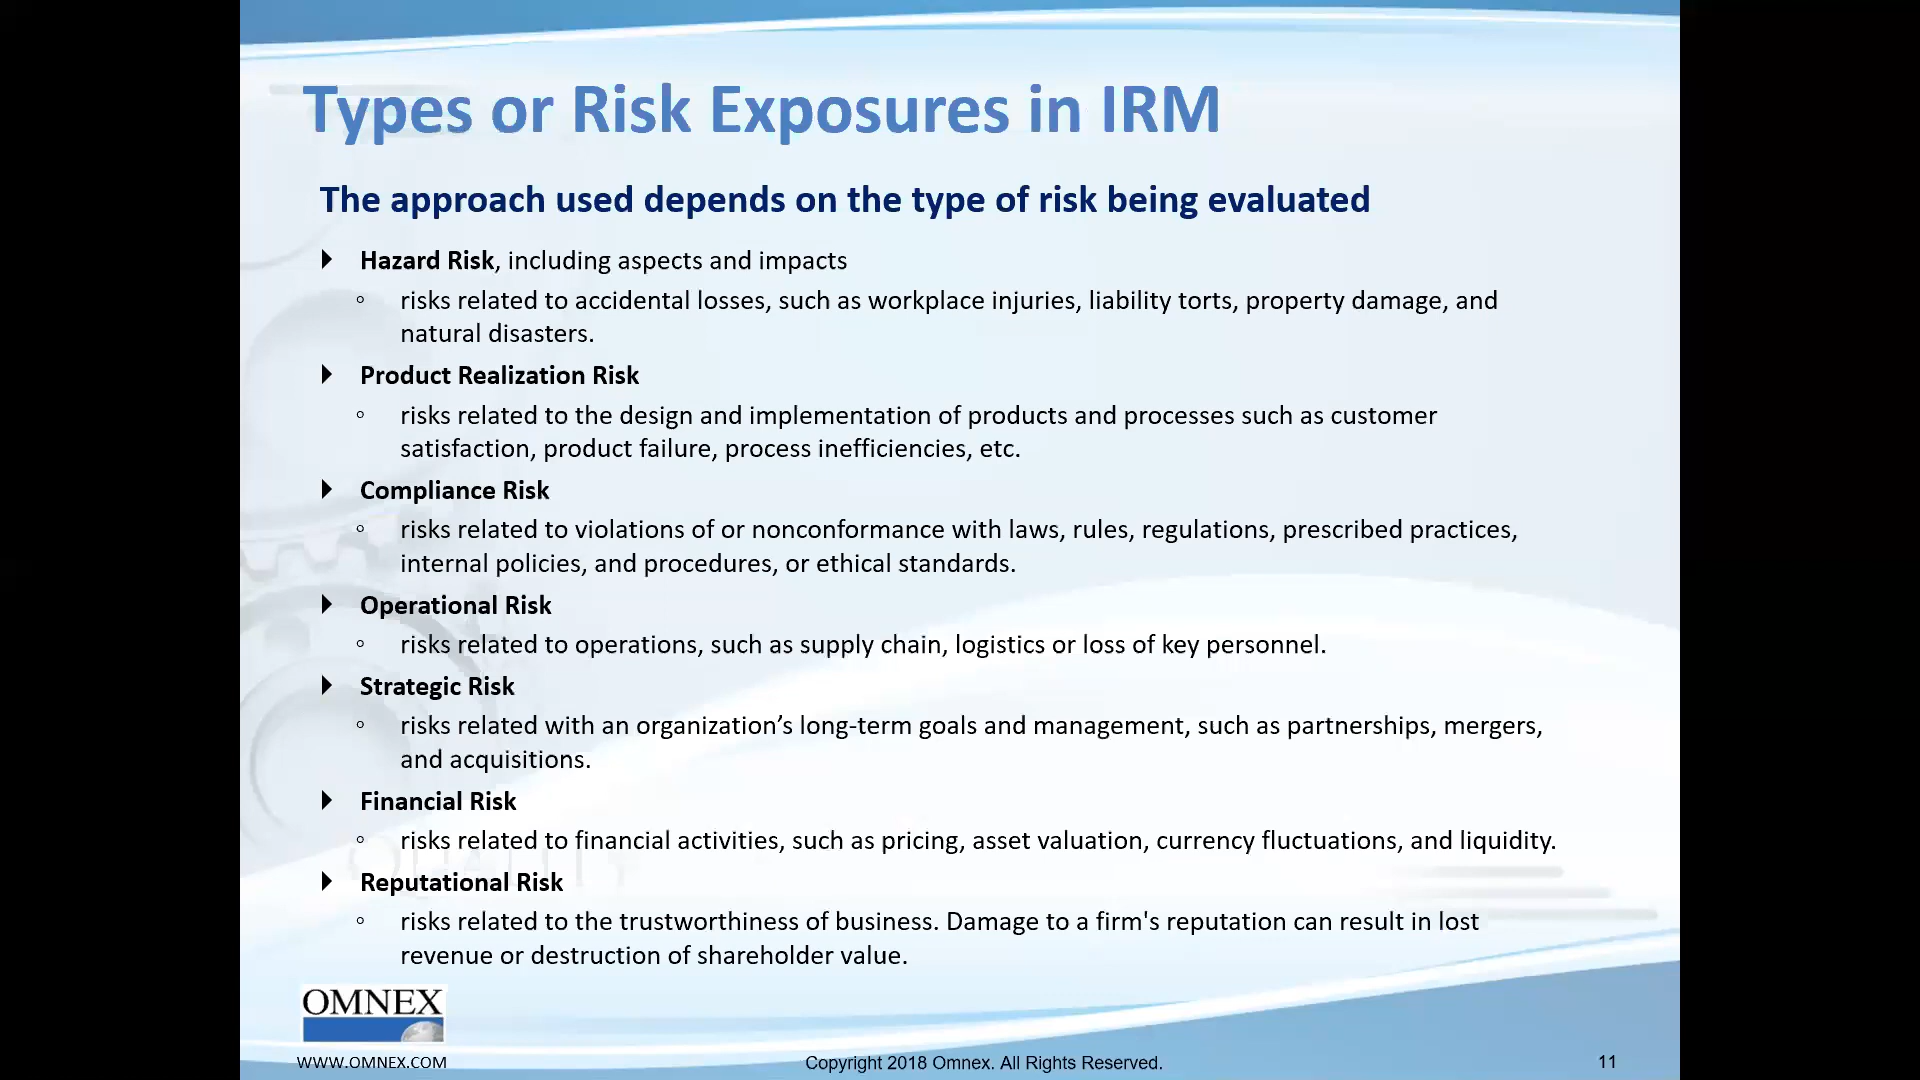 Types or Risk Exposures in IRM
The approach used depends on the type of risk being evaluated
Hazard Risk, including aspects and impacts
risks related to accidental losses, such as workplace injuries, liability torts, property damage, and
natural disasters.
Product Realization Risk
risks related to the design and implementation of products and processes such as customer
satisfaction, product failure, process inefficiencies, etc.
Compliance Risk
risks related to violations of or nonconformance with laws, rules, regulations, prescribed practices,
internal policies, and procedures, or ethical standards.
Operational Risk
risks related to operations, such as supply chain, logistics or loss of key personnel.
Strategic Risk
risks related with an organization’s long-term goals and management, such as partnerships, mergers,
and acquisitions.
Financial Risk
risks related to financial activities, such as pricing, asset valuation, currency fluctuations, and liquidity.
QUALITY
Reputational Risk
risks related to the trustworthiness of business. Damage to a firm's reputation can result in lost
revenue or destruction of shareholder value.
OMNEX
WWW.OMNEX.COM
Copyright 2018 Omnex. All Rights Reserved.
11